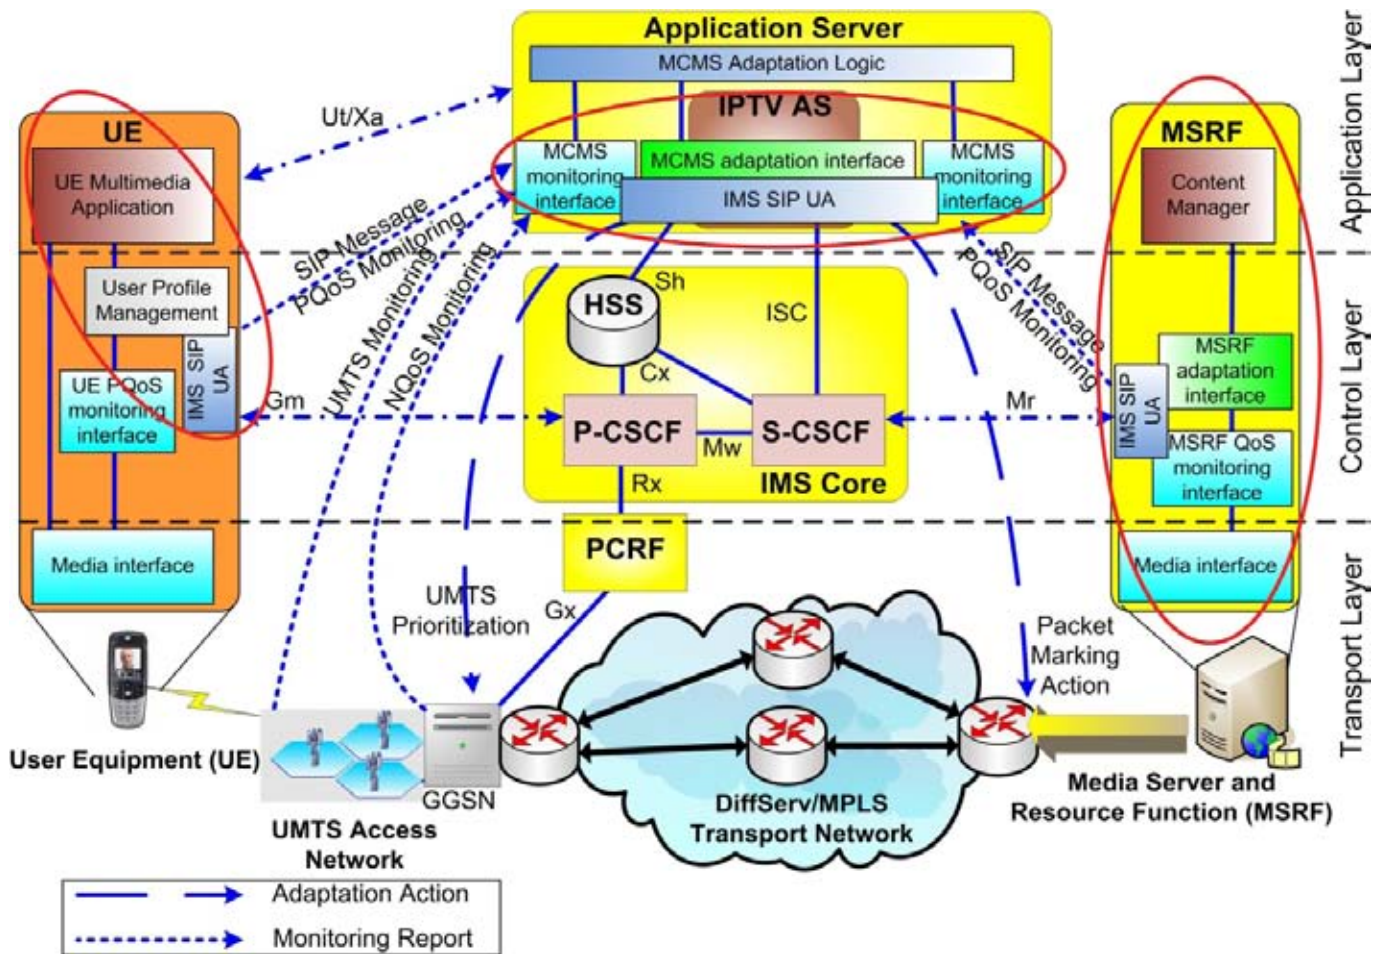 Application Server
MCMS Adaptation Logic
IPTV AS
MCMS
monitoring
interface
MCMS adaptation interface
MCMS
monitoring
interface
IMS SIP UA
Application Layer
UE
UE Multimedia
Application
User Profile
Management
IMS SIP
UA
UE PQoS
monitoring
interface
Media interface
Ut/Xa
SIP Message
PQoS Monitoring
UMTS Monitoring
NQoS Monitoring
Gm
HSS
Sh
Cx
ISC
P-CSCF
Mw
S-CSCF
IMS Core
Rx
Mr
SIP Message
PQoS Monitoring
MSRF
Content
Manager
MSRF
adaptation
interface
IMS SIP
UA
MSRF QoS
monitoring
interface
Media interface
Control Layer
PCRF
Gx
UMTS
Prioritization
Packet
Marking
Action
Transport Layer
User Equipment (UE)
GGSN
UMTS Access
Network
DiffServ/MPLS
Transport Network
Media Server and
Resource Function (MSRF)
Adaptation Action
Monitoring Report